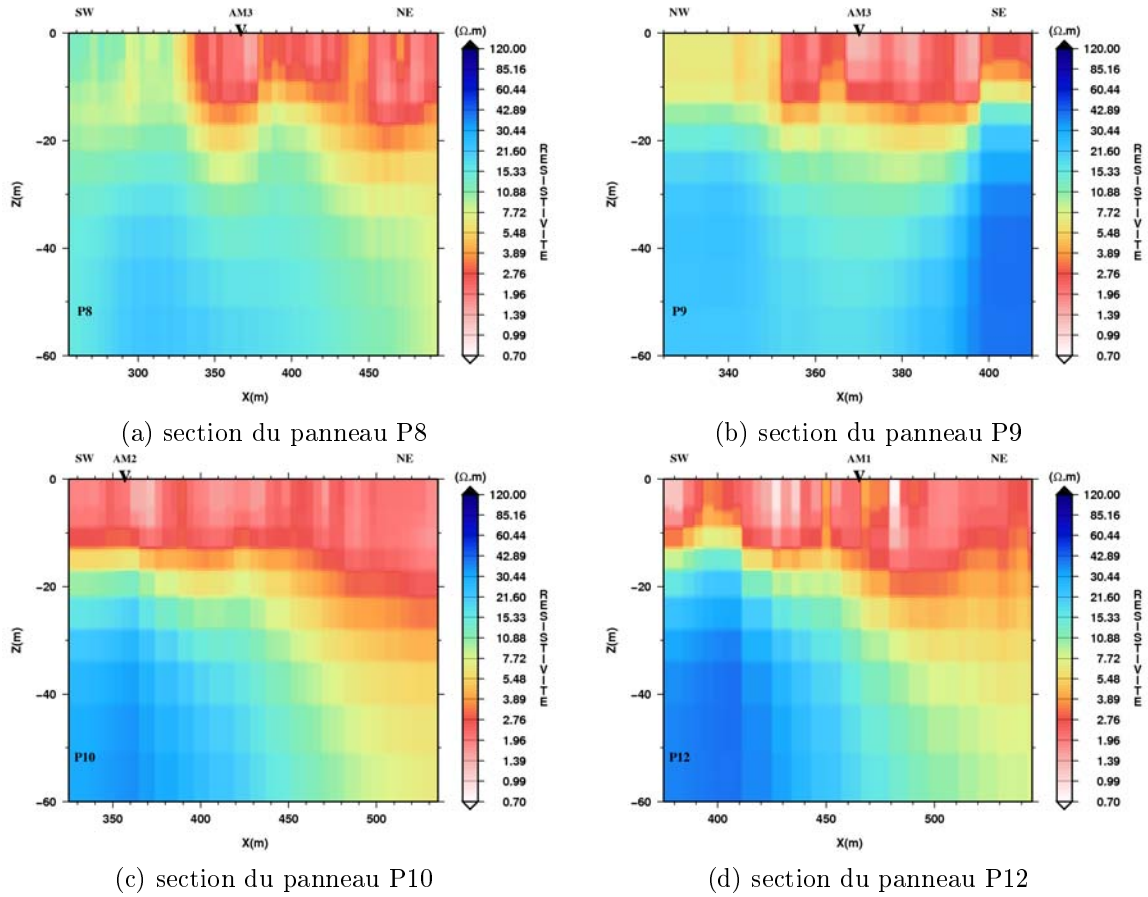 SW AM3 NE
(Ω.m)
0
−20
−40
−60
Z(m)
P8
300 350 400 450
X(m)
120.00
85.16
60.42
42.89
30.44
21.60
15.33
10.88
7.72
5.48
3.89
2.76
1.96
1.39
0.99
0.70
RESISTIVITE
(a) section du panneau P8
NW AM3 SE
(Ω.m)
0
−20
−40
−60
Z(m)
P9
340 360 380 400
X(m)
120.00
85.16
60.42
42.89
30.44
21.60
15.33
10.88
7.72
5.48
3.89
2.76
1.96
1.39
0.99
0.70
RESISTIVITE
(b) section du panneau P9
SW AM2 NE
(Ω.m)
0
−20
−40
−60
Z(m)
P10
350 400 450 500
X(m)
120.00
85.16
60.42
42.89
30.44
21.60
15.33
10.88
7.72
5.48
3.89
2.76
1.96
1.39
0.99
0.70
RESISTIVITE
(c) section du panneau P10
SW AM1 NE
(Ω.m)
0
−20
−40
−60
Z(m)
P12
400 450 500
X(m)
120.00
85.16
60.42
42.89
30.44
21.60
15.33
10.88
7.72
5.48
3.89
2.76
1.96
1.39
0.99
0.70
RESISTIVITE
(d) section du panneau P12